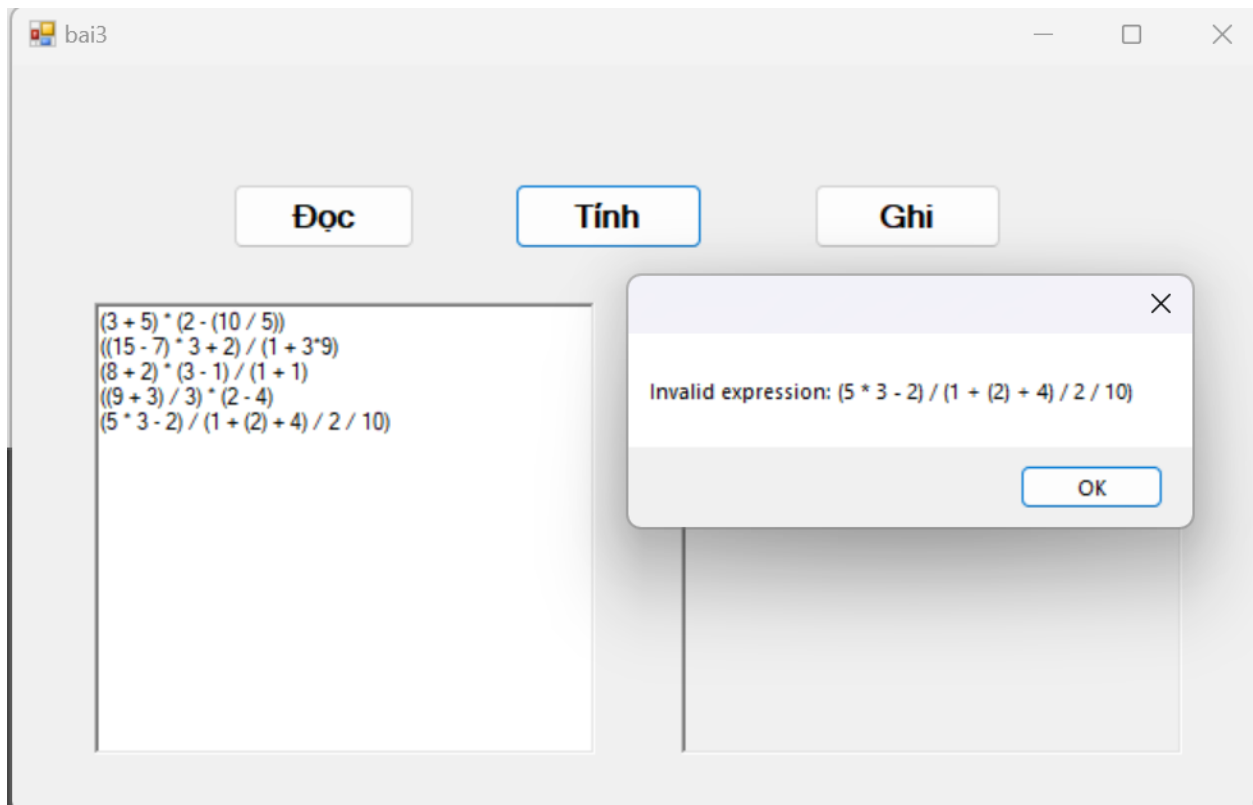 bai3
Đọc
Tính
Ghi
(3 + 5) * (2 - (10 / 5))
((15 - 7) * 3 + 2) / (1 + 3*9)
(8 + 2) * (3 - 1) / (1 + 1)
((9 + 3) / 3) * (2 - 4)
(5 * 3 - 2) / (1 + (2) + 4) / 2 / 10)
Invalid expression: (5 * 3 - 2) / (1 + (2) + 4) / 2 / 10)
OK